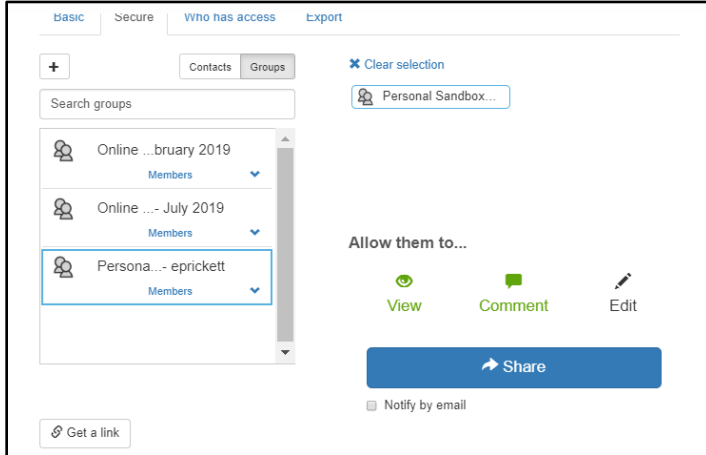 Basic Secure Who has access Export
+ Contacts Groups
Search groups
Online ...bruary 2019
Members
Online ...- July 2019
Members
Persona...- eprickett
Members
Get a link
Clear selection
Personal Sandbox...
Allow them to...
View Comment Edit
Share
Notify by email